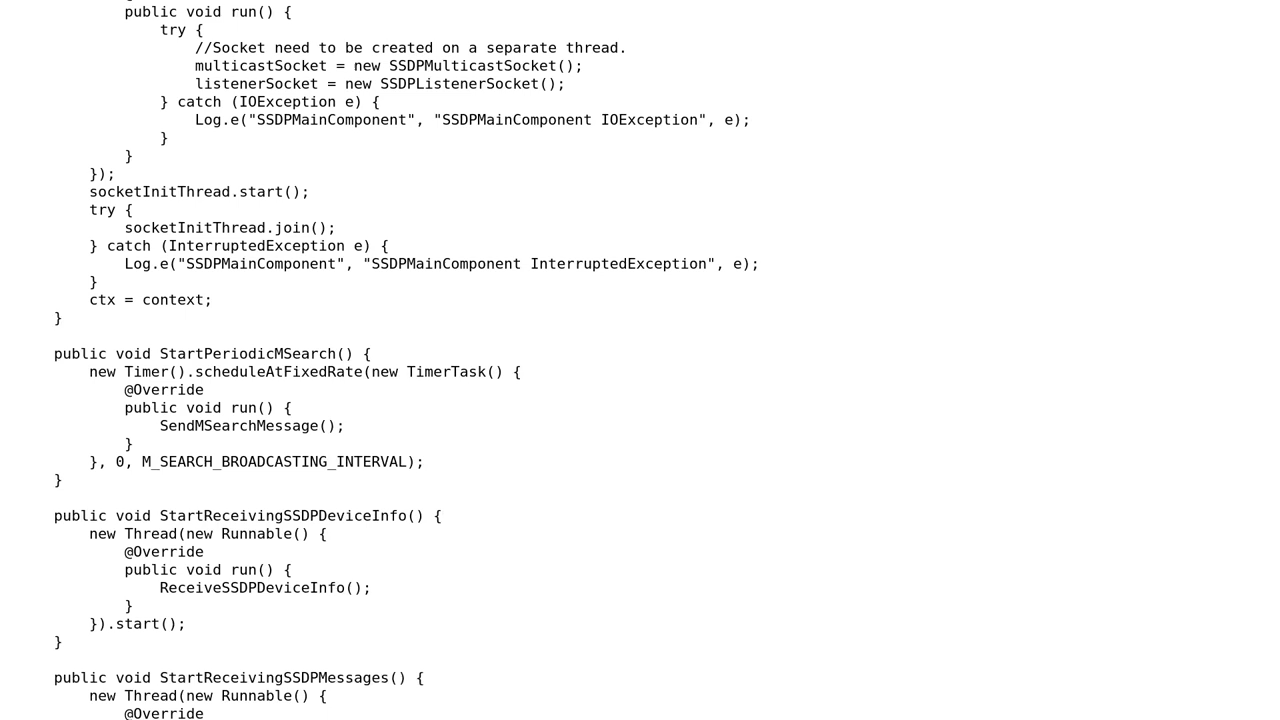 public void run() {
try {
//Socket need to be created on a separate thread.
multicastSocket = new SSDPMulticastSocket();
listenerSocket = new SSDPListenerSocket();
} catch (IOException e) {
Log.e("SSDPMainComponent", "SSDPMainComponent IOException", e);
}
}
});
socketInitThread.start();
try {
socketInitThread.join();
} catch (InterruptedException e) {
Log.e("SSDPMainComponent", "SSDPMainComponent InterruptedException", e);
}
ctx = context;
}

public void StartPeriodicMSearch() {
new Timer().scheduleAtFixedRate(new TimerTask() {
@Override
public void run() {
SendMSearchMessage();
}
}, 0, M_SEARCH_BROADCASTING_INTERVAL);
}

public void StartReceivingSSDPDeviceInfo() {
new Thread(new Runnable() {
@Override
public void run() {
ReceiveSSDPDeviceInfo();
}
}).start();
}

public void StartReceivingSSDPMessages() {
new Thread(new Runnable() {
@Override